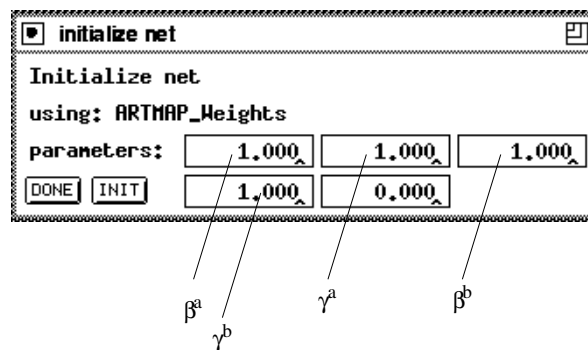 initialize net
Initialize net
using: ARTMAP_Weights
parameters: 1.000 1.000 1.000
DONE INIT 1.000 0.000
βᵃ γᵃ βᵇ
γᵇ